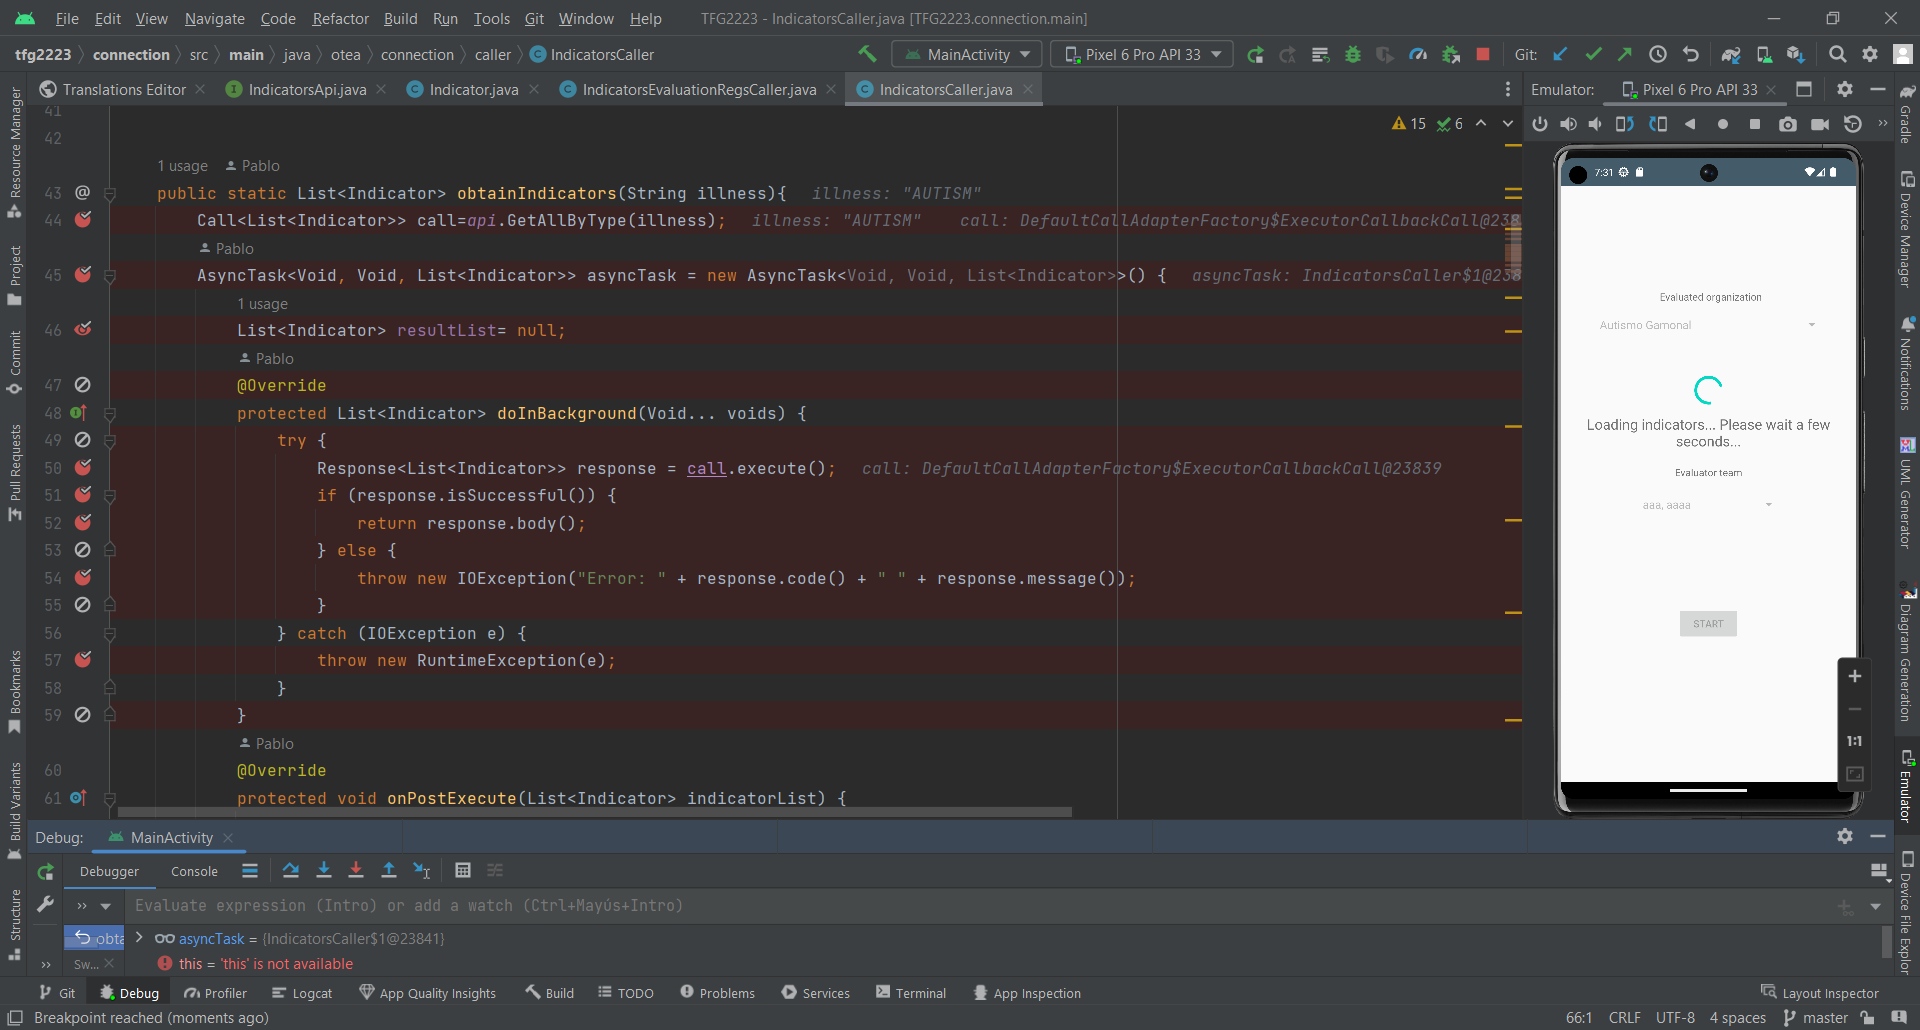 File Edit View Navigate Code Refactor Build Run Tools Git Window Help TFG2223 - IndicatorsCaller.java [TFG2223.connection.main]
tfg2223 connection src main java otea connection caller IndicatorsCaller MainActivity Pixel 6 Pro API 33 Git:
Translations Editor IndicatorsApi.java Indicator.java IndicatorsEvaluationRegsCaller.java IndicatorsCaller.java Emulator: Pixel 6 Pro API 33
41
42
15 6
1 usage Pablo
43 @ public static List<Indicator> obtainIndicators(String illness){ illness: "AUTISM"
44 Call<List<Indicator>> call=api.GetAllByType(illness); illness: "AUTISM" call: DefaultCallAdapterFactory$ExecutorCallbackCall@238
Pablo
45 AsyncTask<Void, Void, List<Indicator>> asyncTask = new AsyncTask<Void, Void, List<Indicator>>() { asyncTask: IndicatorsCaller$1@238
1 usage
46 List<Indicator> resultList= null;
Pablo
47 @Override
48 protected List<Indicator> doInBackground(Void... voids) {
49 try {
50 Response<List<Indicator>> response = call.execute(); call: DefaultCallAdapterFactory$ExecutorCallbackCall@23839
51 if (response.isSuccessful()) {
52 return response.body();
53 } else {
54 throw new IOException("Error: " + response.code() + " " + response.message());
55 }
56 } catch (IOException e) {
57 throw new RuntimeException(e);
58 }
59 }
Pablo
60 @Override
61 protected void onPostExecute(List<Indicator> indicatorList) {
7:31
Evaluated organization
Autismo Gamonal
Loading indicators... Please wait a few
seconds...
Evaluator team
aaa, aaaa
START
1:1
Resource Manager
Project
Commit
Pull Requests
Bookmarks
Build Variants
Structure
Gradle
Device Manager
Notifications
UML Generator
Diagram Generation
Emulator
Device File Explor
Debug: MainActivity
Debugger Console
Evaluate expression (Intro) or add a watch (Ctrl+Mayús+Intro)
obta asyncTask = {IndicatorsCaller$1@23841}
Sw... this = 'this' is not available
Git Debug Profiler Logcat App Quality Insights Build TODO Problems Services Terminal App Inspection Layout Inspector
Breakpoint reached (moments ago) 66:1 CRLF UTF-8 4 spaces master